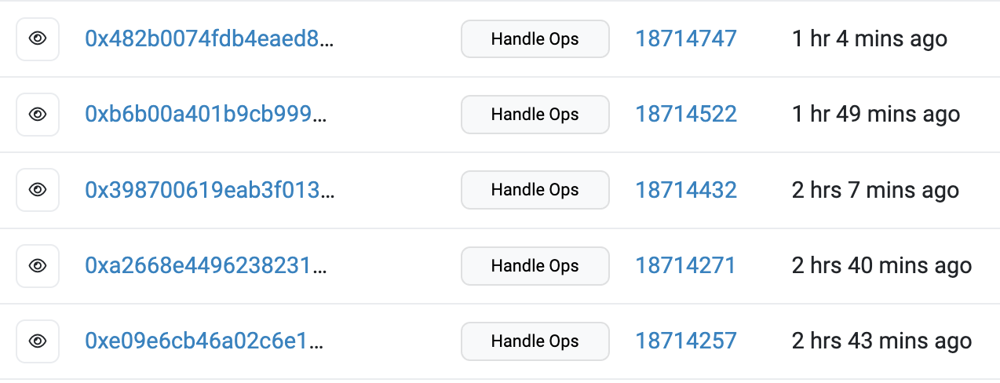 0x482b0074fdb4eaed8... Handle Ops 18714747 1 hr 4 mins ago
0xb6b00a401b9cb999... Handle Ops 18714522 1 hr 49 mins ago
0x398700619eab3f013... Handle Ops 18714432 2 hrs 7 mins ago
0xa2668e4496238231... Handle Ops 18714271 2 hrs 40 mins ago
0xe09e6cb46a02c6e1... Handle Ops 18714257 2 hrs 43 mins ago